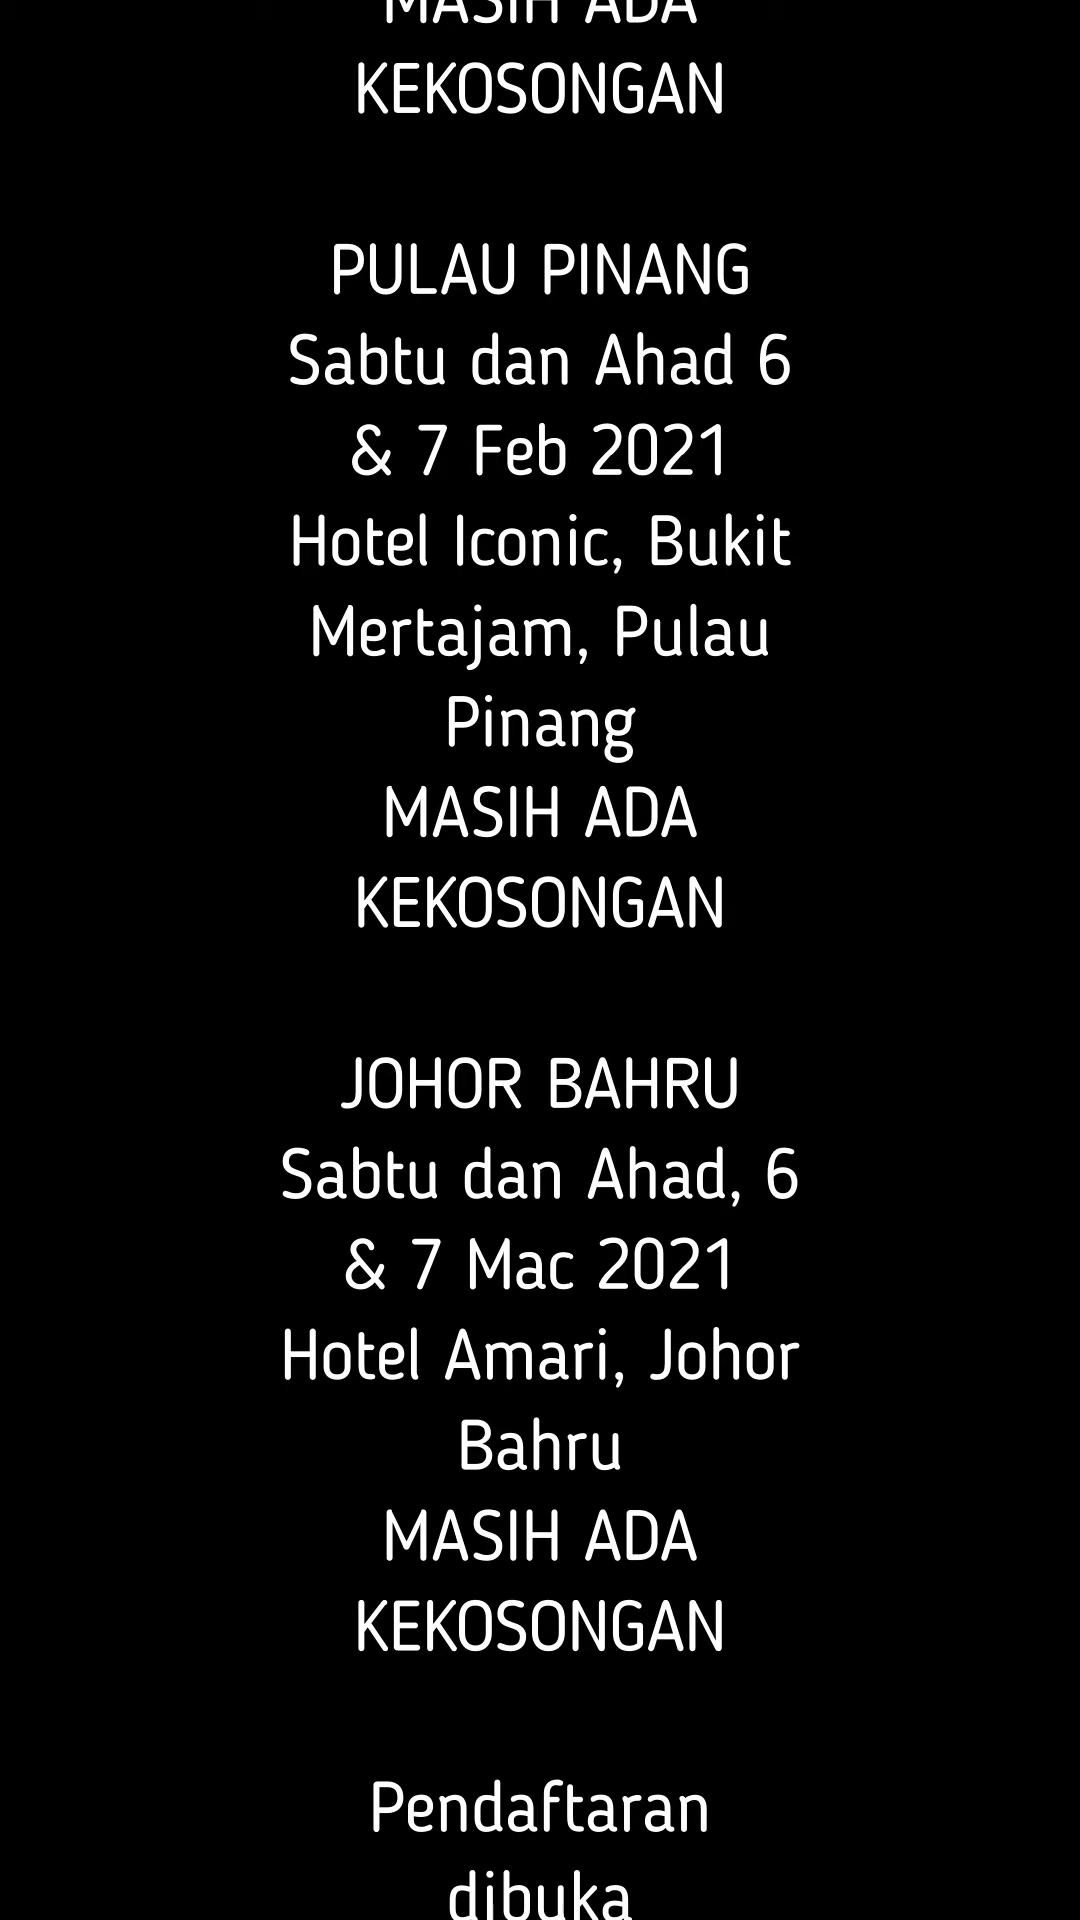 MASIH ADA
KEKOSONGAN
PULAU PINANG
Sabtu dan Ahad 6
& 7 Feb 2021
Hotel Iconic, Bukit
Mertajam, Pulau
Pinang
MASIH ADA
KEKOSONGAN
JOHOR BAHRU
Sabtu dan Ahad, 6
& 7 Mac 2021
Hotel Amari, Johor
Bahru
MASIH ADA
KEKOSONGAN
Pendaftaran
dibuka